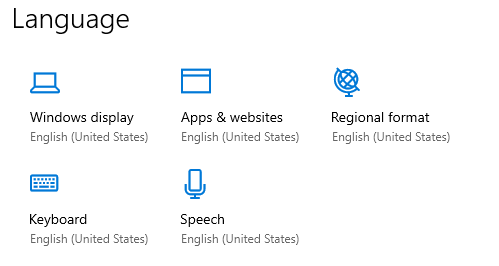 Language
Windows display
English (United States)
Apps & websites
English (United States)
Regional format
English (United States)
Keyboard
English (United States)
Speech
English (United States)